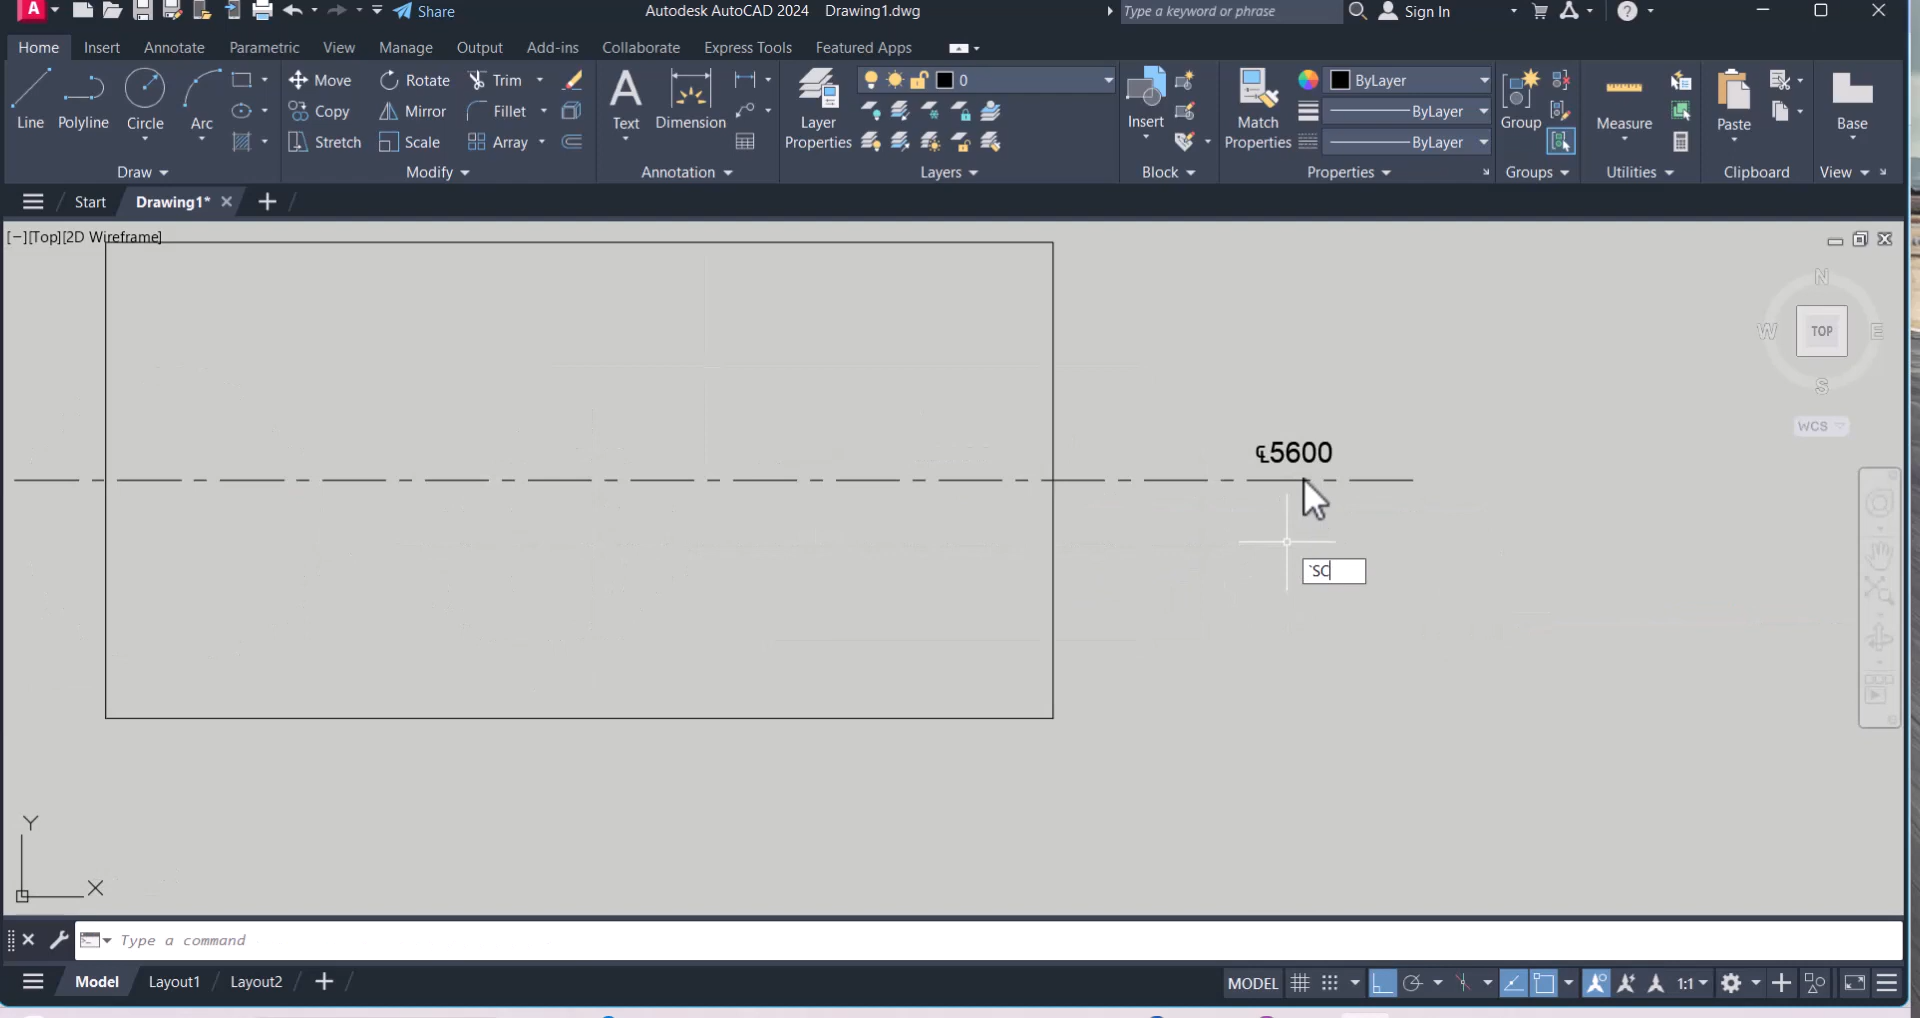 A Share Autodesk AutoCAD 2024 Drawing1.dwg Type a keyword or phrase Sign In ?
Home Insert Annotate Parametric View Manage Output Add-ins Collaborate Express Tools Featured Apps
Line Polyline Circle Arc
Move Rotate Trim
Copy Mirror Fillet
Stretch Scale Array
A Text Dimension
Layer Properties
0
Insert
Match Properties
ByLayer
ByLayer
ByLayer
Group Measure Paste Base
Draw Modify Annotation Layers Block Properties Groups Utilities Clipboard View
Start Drawing1*
[−][Top][2D Wireframe]
N
W TOP E
S
WCS
℄5600
`SC
Y
X
Type a command
Model Layout1 Layout2 MODEL 1:1